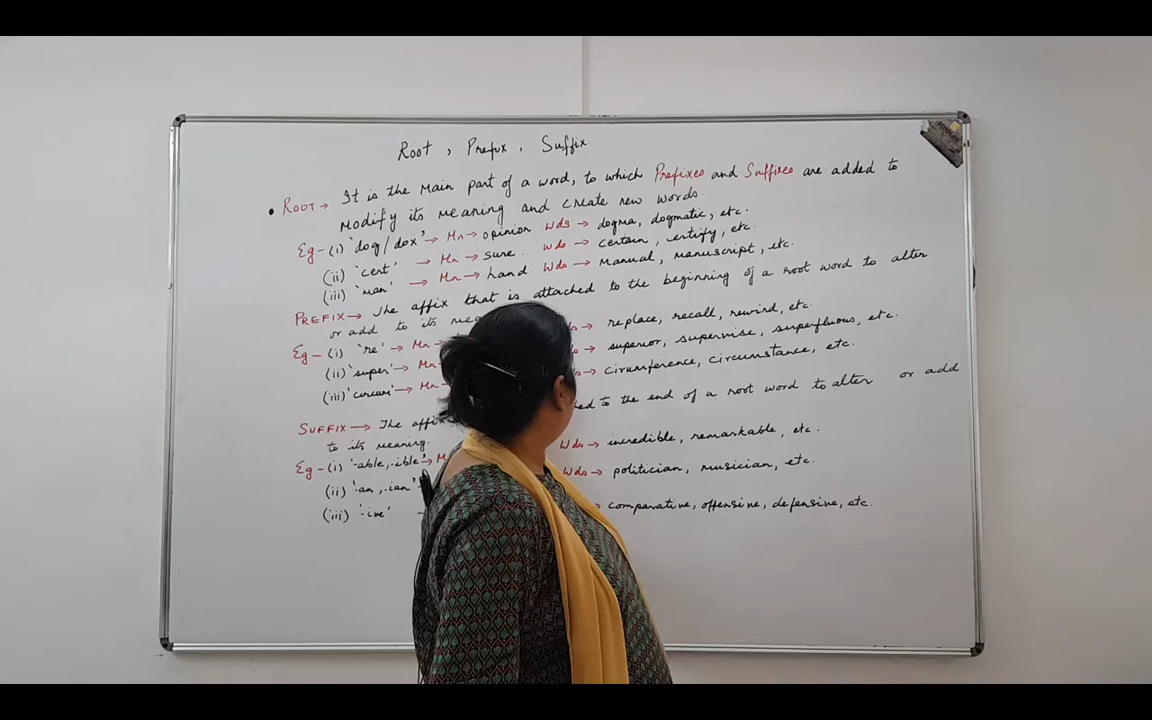 Root, Prefix, Suffix
• ROOT → It is the Main part of a word, to which Prefixes and Suffixes are added to
Modify its Meaning and create new words.
Eg- (i) 'dog/dox' → Mn → opinion Wds → dogma, dogmatic, etc.
(ii) 'cert' → Mn → sure. Wds → certain, certify, etc.
(iii) 'man' → Mn → hand Wds → Manual, manuscript, etc.
PREFIX → The affix that is attached to the beginning of a root word to alter
or add to its
Eg- (i) 're' → Mn replace, recall, rewind, etc.
(ii) 'super' → Mn → superior, supervise, superfluous, etc.
(iii) 'circum' → Mn → cirumference, circumstance, etc.
SUFFIX → The to the end of a root word to alter or add
to its meaning.
Eg- (i) '-able, -ible' → Wds → incredible, remarkable, etc.
(ii) '-an, -ian' Wds → politician, musician, etc.
(iii) '-ive' → comparative, offensive, defensive, etc.